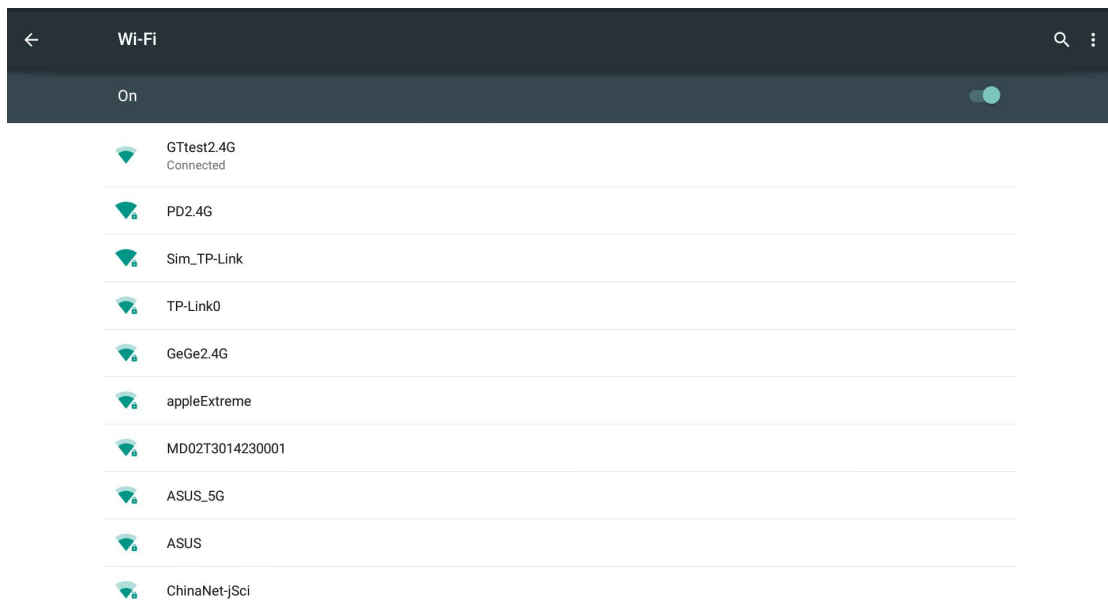 Wi-Fi
On
GTtest2.4G
Connected
PD2.4G
Sim_TP-Link
TP-Link0
GeGe2.4G
appleExtreme
MD02T3014230001
ASUS_5G
ASUS
ChinaNet-jSci